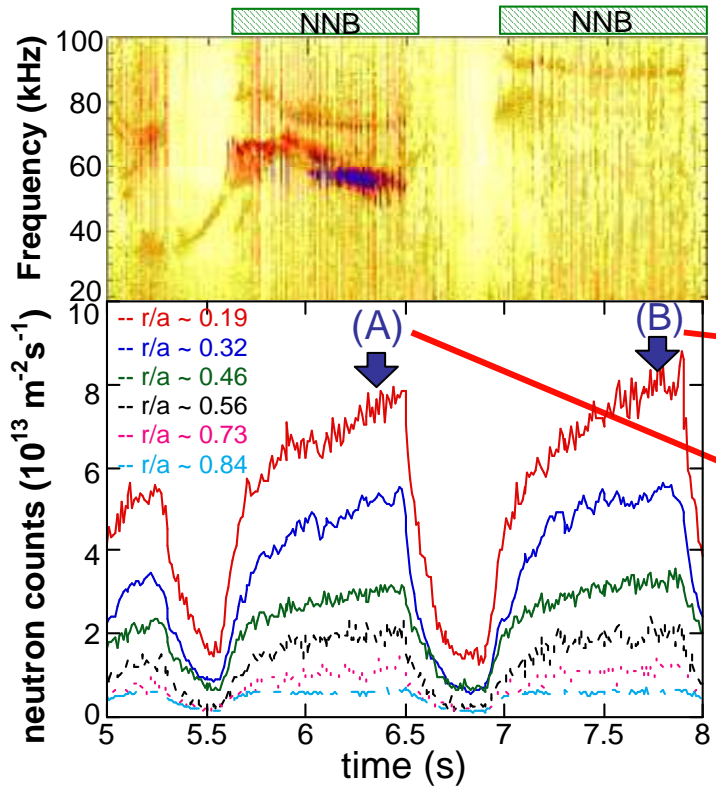 NNB NNB
Frequency (kHz)
100
80
60
40
20
neutron counts (10¹³ m⁻²s⁻¹)
10
8
6
4
2
0
-- r/a ~ 0.19
-- r/a ~ 0.32
-- r/a ~ 0.46
-- r/a ~ 0.56
-- r/a ~ 0.73
-- r/a ~ 0.84
(A) (B)
5 5.5 6 6.5 7 7.5 8
time (s)